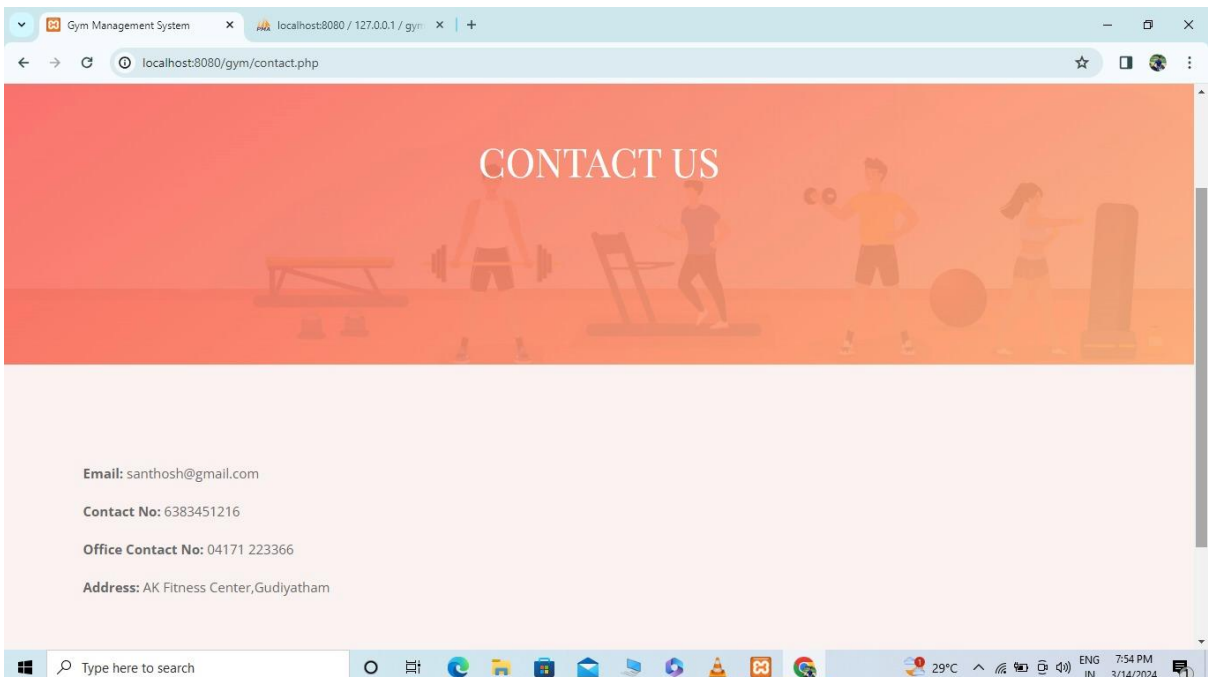 Gym Management System
localhost:8080 / 127.0.0.1 / gym
localhost:8080/gym/contact.php
CONTACT US
Email: santhosh@gmail.com
Contact No: 6383451216
Office Contact No: 04171 223366
Address: AK Fitness Center,Gudiyatham
Type here to search
29°C
ENG
IN
7:54 PM
3/14/2024